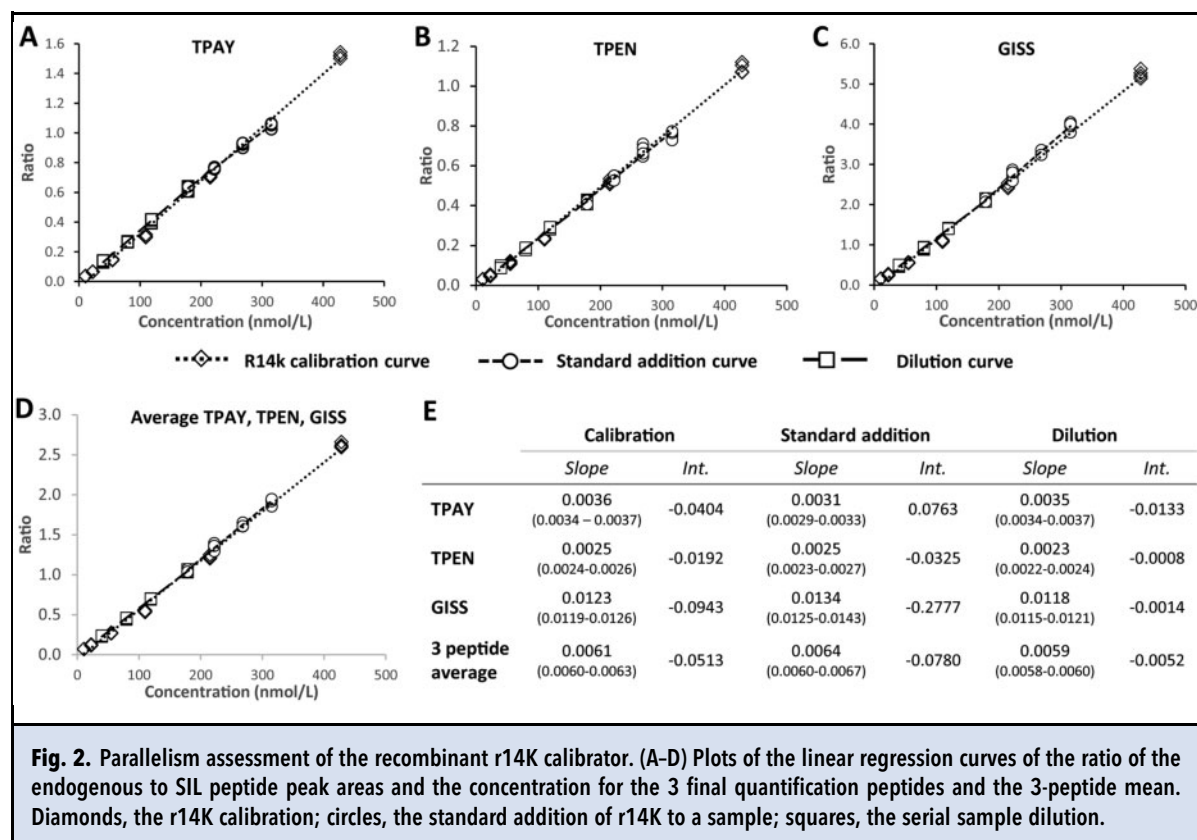 A
TPAY
Ratio
1.6
1.4
1.2
1.0
0.8
0.6
0.4
0.2
0.0
0 100 200 300 400 500
Concentration (nmol/L)
B
TPEN
Ratio
1.2
1.0
0.8
0.6
0.4
0.2
0.0
0 100 200 300 400 500
Concentration (nmol/L)
C
GISS
Ratio
6.0
5.0
4.0
3.0
2.0
1.0
0.0
0 100 200 300 400 500
Concentration (nmol/L)
R14k calibration curve Standard addition curve Dilution curve
D
Average TPAY, TPEN, GISS
Ratio
3.0
2.5
2.0
1.5
1.0
0.5
0.0
0 100 200 300 400 500
Concentration (nmol/L)
E
Calibration Standard addition Dilution
Slope Int. Slope Int. Slope Int.
TPAY 0.0036 -0.0404 0.0031 0.0763 0.0035 -0.0133
(0.0034 – 0.0037) (0.0029-0.0033) (0.0034-0.0037)
TPEN 0.0025 -0.0192 0.0025 -0.0325 0.0023 -0.0008
(0.0024-0.0026) (0.0023-0.0027) (0.0022-0.0024)
GISS 0.0123 -0.0943 0.0134 -0.2777 0.0118 -0.0014
(0.0119-0.0126) (0.0125-0.0143) (0.0115-0.0121)
3 peptide 0.0061 -0.0513 0.0064 -0.0780 0.0059 -0.0052
average (0.0060-0.0063) (0.0060-0.0067) (0.0058-0.0060)
Fig. 2. Parallelism assessment of the recombinant r14K calibrator. (A–D) Plots of the linear regression curves of the ratio of the
endogenous to SIL peptide peak areas and the concentration for the 3 final quantification peptides and the 3-peptide mean.
Diamonds, the r14K calibration; circles, the standard addition of r14K to a sample; squares, the serial sample dilution.